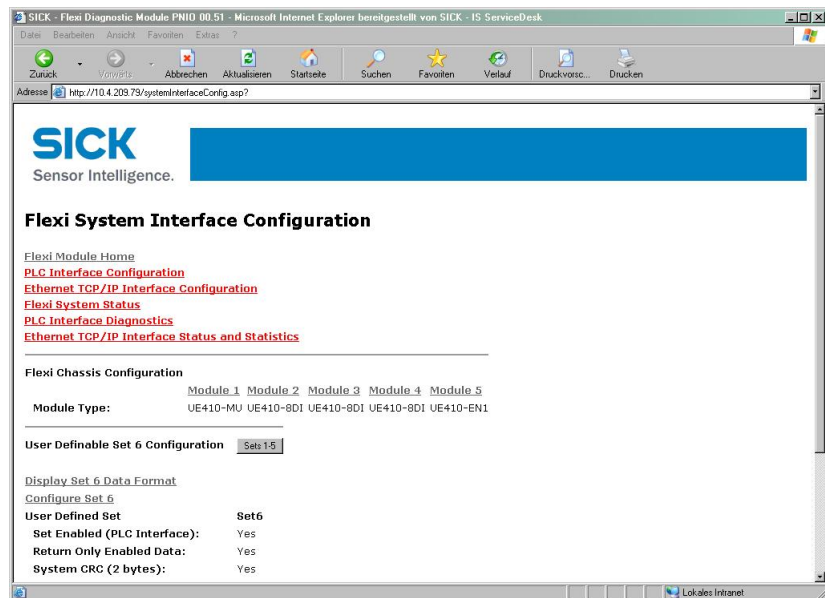 SICK - Flexi Diagnostic Module PNIO 00.51 - Microsoft Internet Explorer bereitgestellt von SICK - IS ServiceDesk
Datei Bearbeiten Ansicht Favoriten Extras ?
Zurück Vorwärts Abbrechen Aktualisieren Startseite Suchen Favoriten Verlauf Druckvorsc... Drucken
Adresse http://10.4.209.79/systemInterfaceConfig.asp?
SICK
Sensor Intelligence.
Flexi System Interface Configuration
Flexi Module Home
PLC Interface Configuration
Ethernet TCP/IP Interface Configuration
Flexi System Status
PLC Interface Diagnostics
Ethernet TCP/IP Interface Status and Statistics
Flexi Chassis Configuration
Module 1 Module 2 Module 3 Module 4 Module 5
Module Type: UE410-MU UE410-8DI UE410-8DI UE410-8DI UE410-EN1
User Definable Set 6 Configuration Sets 1-5
Display Set 6 Data Format
Configure Set 6
User Defined Set Set6
Set Enabled (PLC Interface): Yes
Return Only Enabled Data: Yes
System CRC (2 bytes): Yes
Lokales Intranet